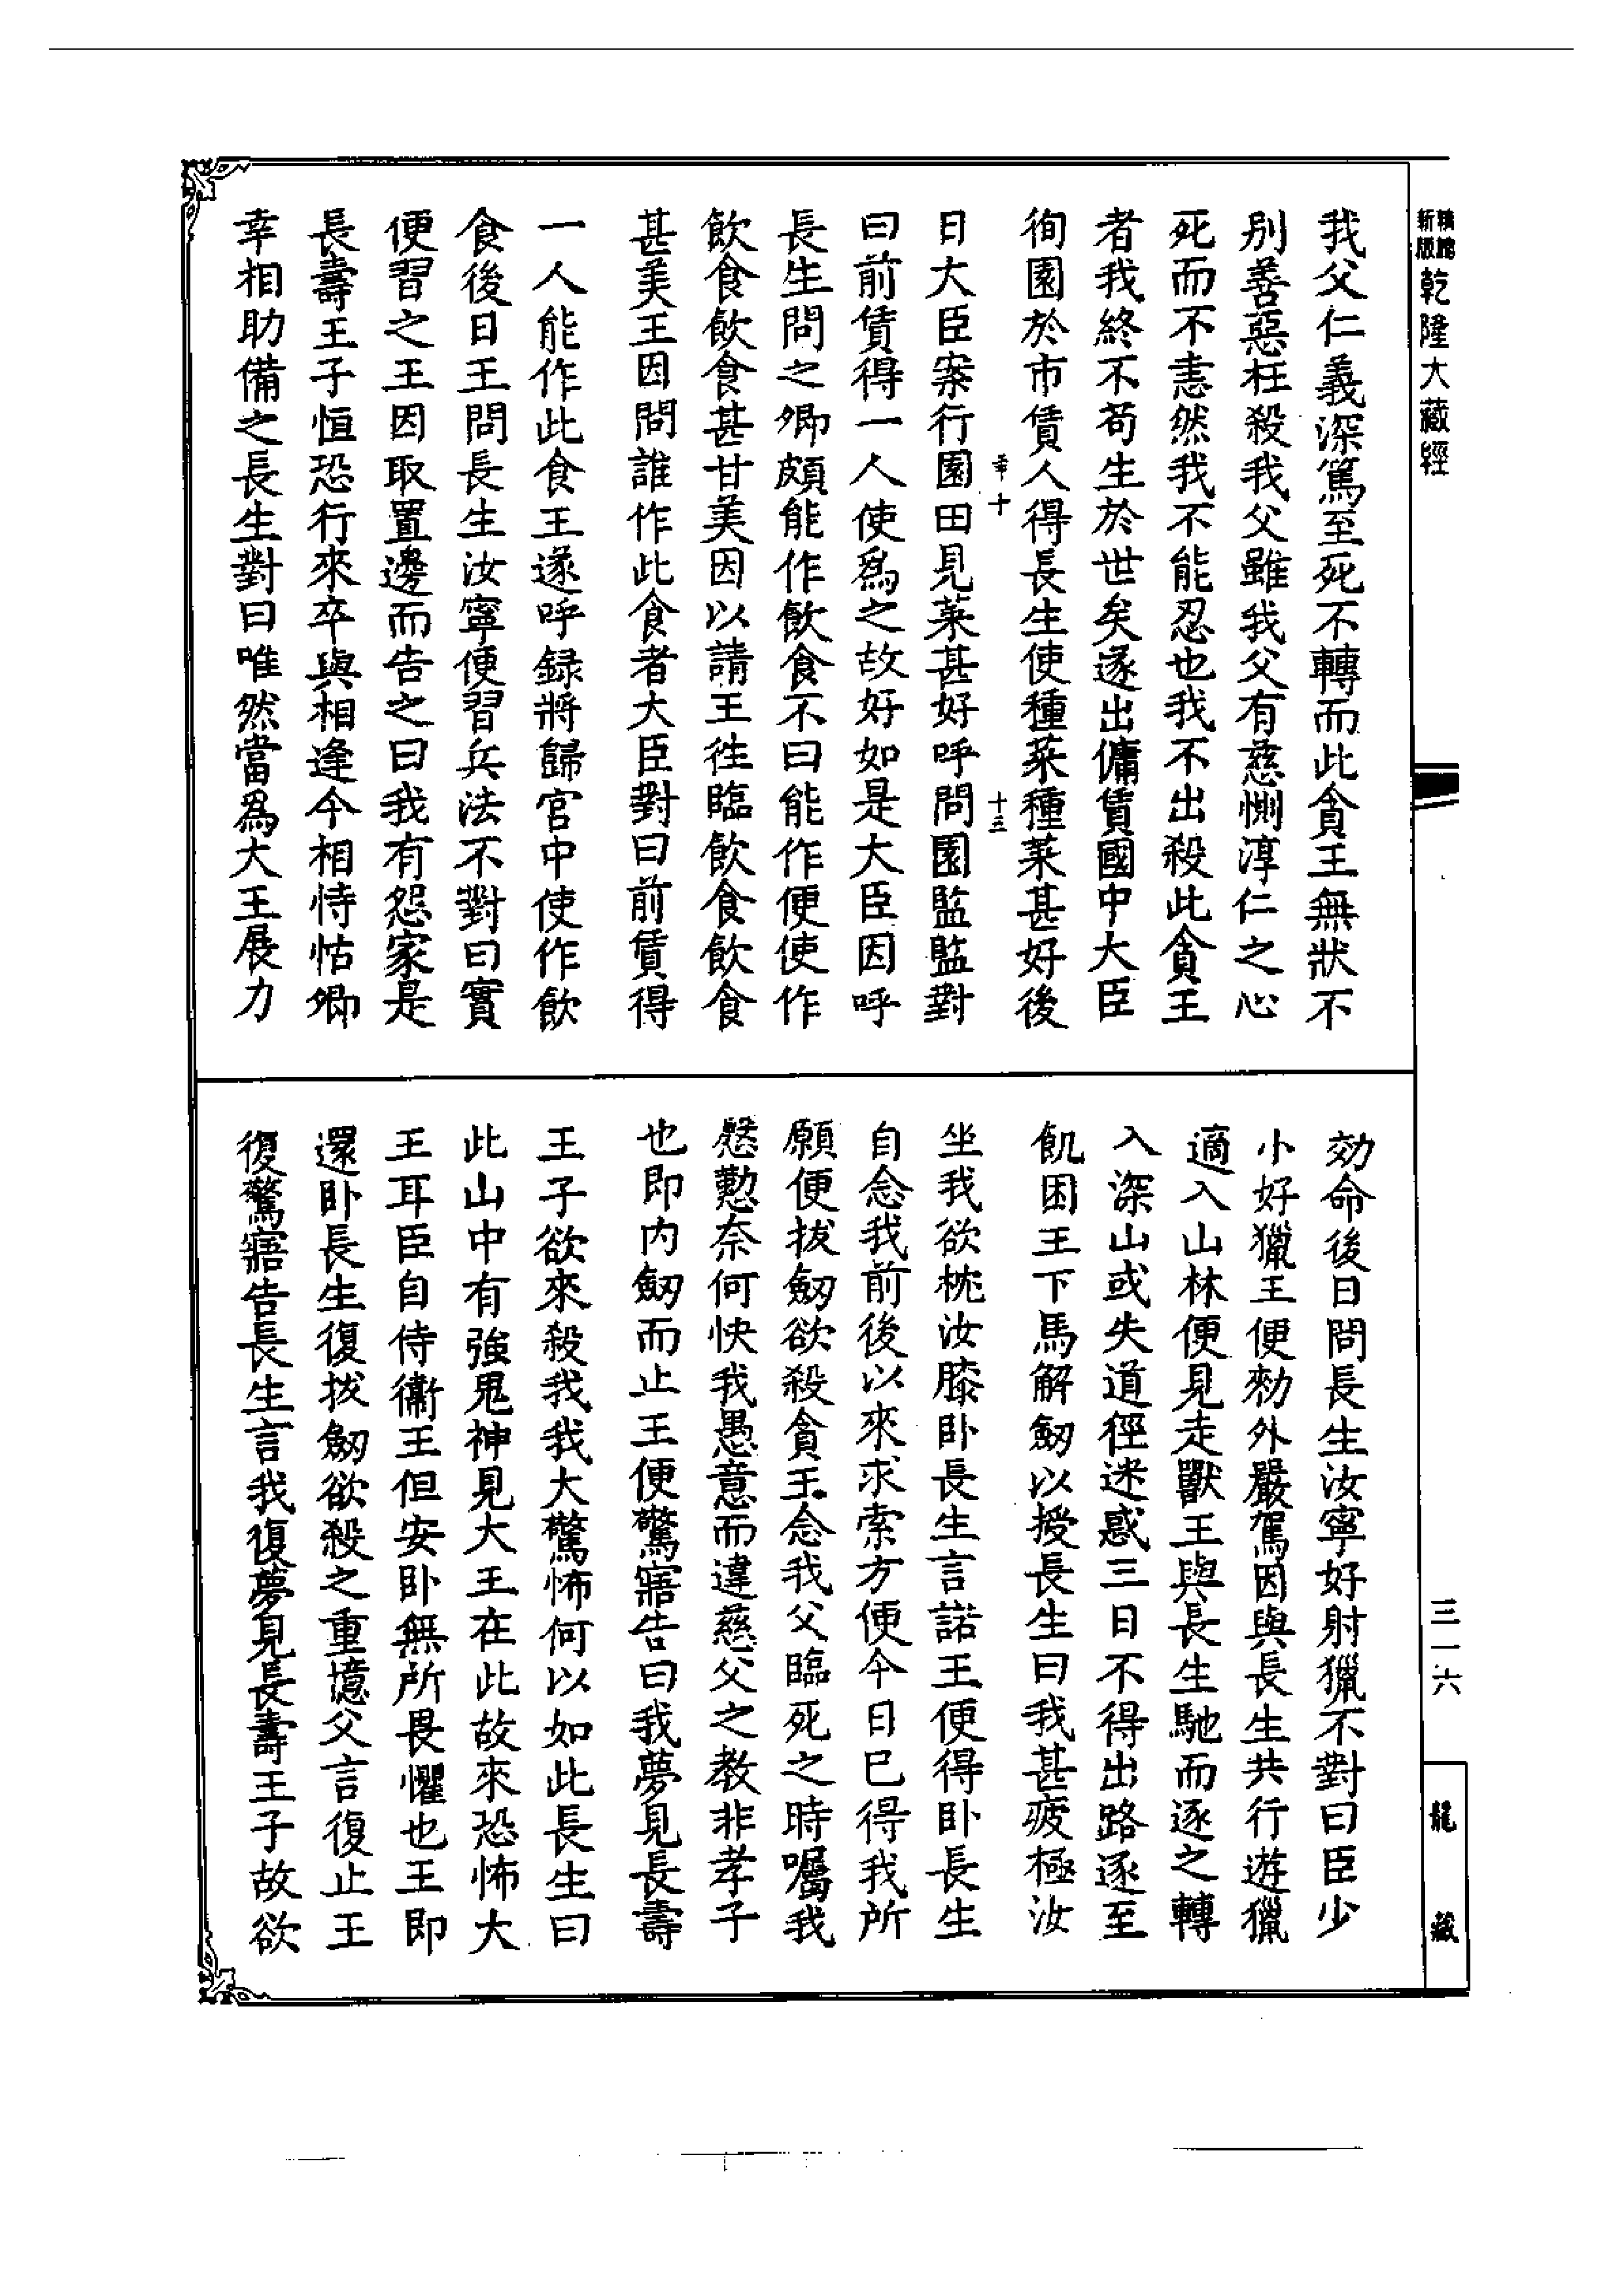 新版
乾隆大藏經
我父仁義深篤至死不轉而此貪王無狀不
別善惡枉殺我父雖我父有慈惻淳仁之心
死而不恚然我不能忍也我不出殺此貪王
者我終不苟生於世矣遂出傭賃國中大臣
徇園於市賃人得長生使種菜種菜甚好後
幸十
十三
日大臣案行園田見菜甚好呼問園監監對
曰前賃得一人使為之故好如是大臣因呼
長生問之卿頗能作飲食不曰能作便使作
飲食飲食甚甘美因以請王徃臨飲食飲食
甚美王因問誰作此食者大臣對曰前賃得
一人能作此食王遂呼録將歸官中使作飲
食後日王問長生汝寧便習兵法不對曰實
便習之王因取置邊而告之曰我有怨家是
長壽王子恒恐行來卒與相逢今相恃怙卿
幸相助備之長生對曰唯然當為大王展力
効命後日問長生汝寧好射獵不對曰臣少
小好獵王便勑外嚴駕因與長生共行遊獵
適入山林便見走獸王與長生馳而逐之轉
入深山或失道徑迷惑三日不得出路逐至
飢困王下馬解劒以授長生曰我甚疲極汝
坐我欲枕汝膝卧長生言諾王便得卧長生
自念我前後以來求索方便今日已得我所
願便拔劒欲殺貪王念我父臨死之時囑我
慇懃奈何快我愚意而違慈父之教非孝子
也即内劒而止王便驚寤告曰我夢見長壽
王子欲來殺我我大驚怖何以如此長生曰
此山中有強鬼神見大王在此故來恐怖大
王耳臣自侍衛王但安卧無所畏懼也王即
還卧長生復拔劒欲殺之重憶父言復止王
復驚寤告長生言我復夢見長壽王子故欲
三一六
龍藏